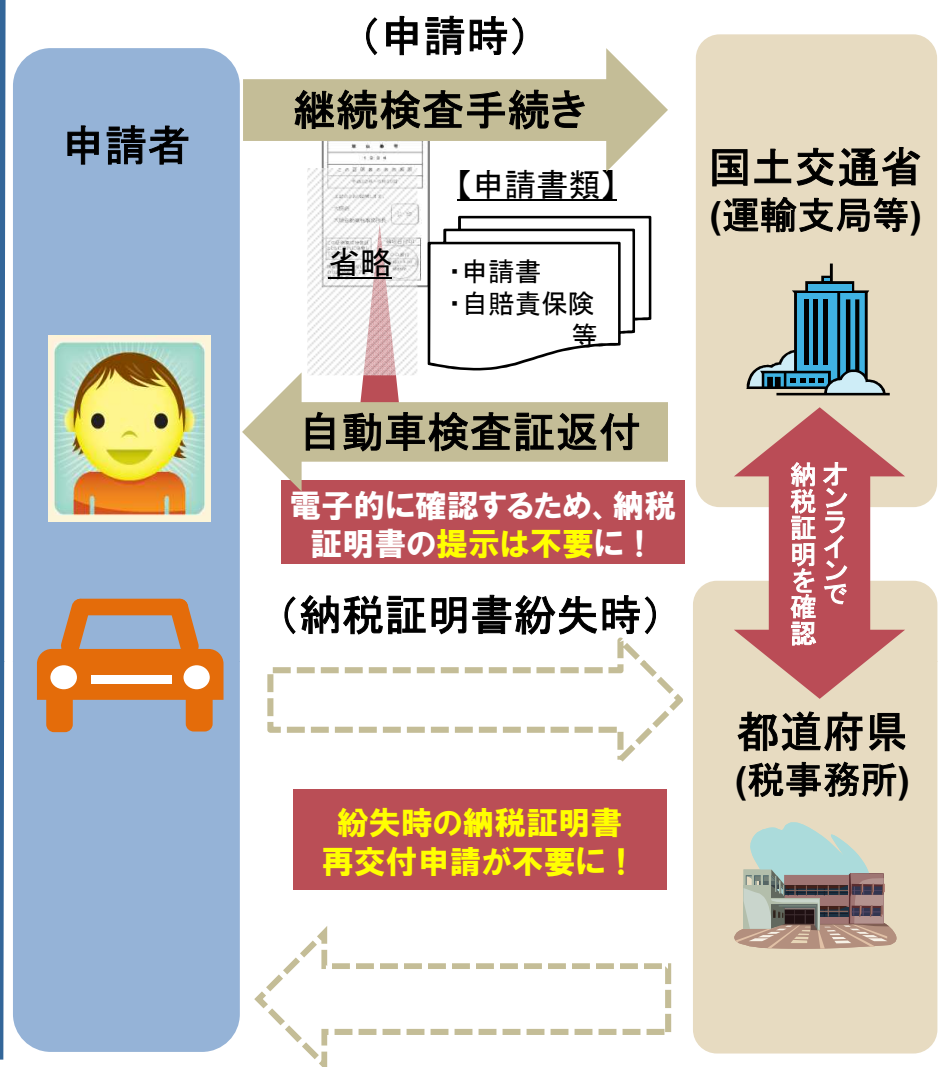 （申請時）
継続検査手続き
申請者
国土交通省
(運輸支局等)
【申請書類】
省略
・申請書
・自賠責保険
等
自動車検査証返付
電子的に確認するため、納税
証明書の提示は不要に！
オンラインで
納税証明を確認
（納税証明書紛失時）
都道府県
(税事務所)
紛失時の納税証明書
再交付申請が不要に！